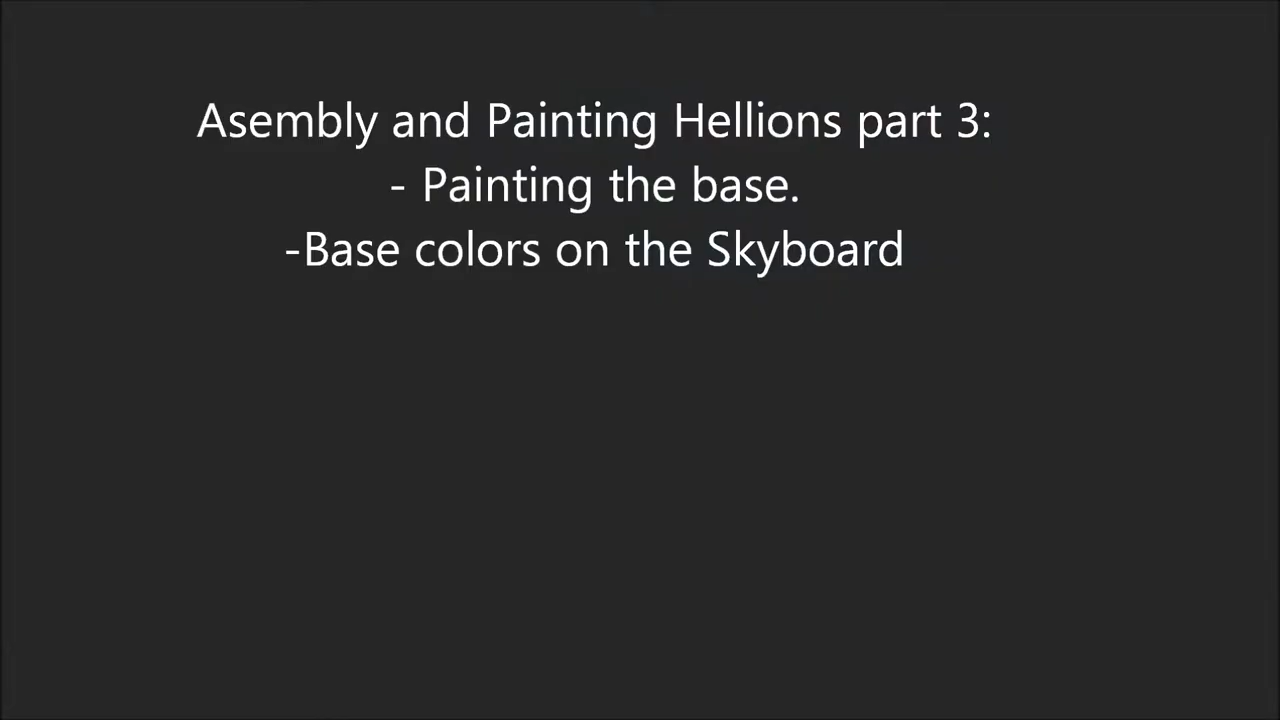 Asembly and Painting Hellions part 3:
- Painting the base.
-Base colors on the Skyboard